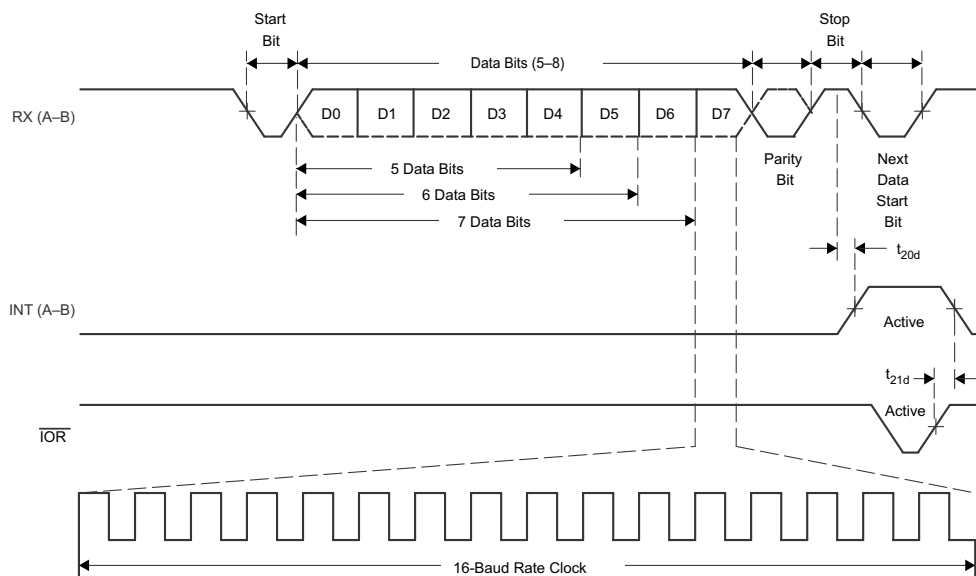 Start
Bit
Stop
Bit
Data Bits (5–8)
RX (A–B)
D0 D1 D2 D3 D4 D5 D6 D7
5 Data Bits
6 Data Bits
7 Data Bits
Parity
Bit
Next
Data
Start
Bit
t20d
INT (A–B)
Active
t21d
Active
IOR
16-Baud Rate Clock